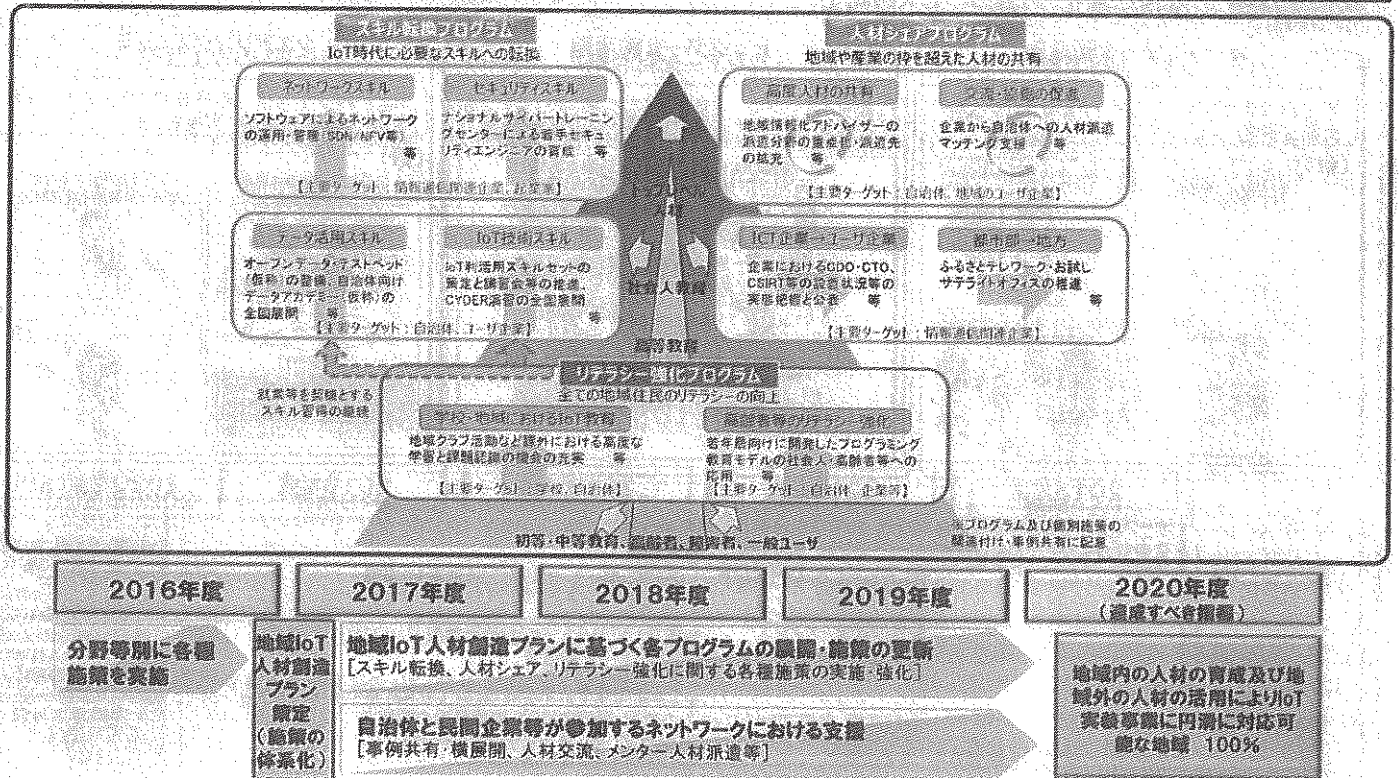 スキル転換プログラム
IoT時代に必要なスキルへの転換
ネットワークスキル
ソフトウェアによるネットワーク
の運用・管理(SDN/NFV等)
等
セキュリティスキル
ナショナルサイバートレーニン
グセンターによる若手セキュ
リティエンジニアの育成 等
【主要ターゲット:情報通信関連企業、
データ活用スキル
オープンデータ・テストベッド
(仮称)の整備、自治体向け
データアカデミー(仮称)の
全国展開 等
IoT技術スキル
IoT利活用スキルセットの
策定と講習会等の推進、
CYDER演習の全国展開
等
【主要ターゲット:自治体、ユーザ企業】
人材シェアプログラム
地域や産業の枠を超えた人材の共有
高度人材の共有
地域情報化アドバイザーの
派遣分野の重点化・派遣先
の拡充 等
交流・協働の促進
企業から自治体への人材派遣
マッチング支援 等
【主要ターゲット:自治体、地域のユーザ企業】
ICT企業→ユーザ企業
企業におけるCDO・CTO、
CSIRT等の設置状況等の
実態把握と公表 等
都市部→地方
ふるさとテレワーク・お試し
サテライトオフィスの推進
等
【主要ターゲット:情報通信関連企業】
人材
社会人教育
高等教育
就業等を契機とする
スキル習得の継続
リテラシー強化プログラム
全ての地域住民のリテラシーの向上
学校・地域におけるIoT教育
地域クラブ活動など課外における高度な
学習と課題認識の機会の充実 等
【主要ターゲット:学校、自治体】
高齢者等のリテラシー強化
若年層向けに開発したプログラミング
教育モデルの社会人・高齢者等への
応用 等
【主要ターゲット:自治体、企業等】
初等・中等教育、高齢者、障害者、一般ユーザ
※プログラム及び個別施策の
関連付け・事例共有に配意
2016年度
2017年度
2018年度
2019年度
2020年度
(達成すべき指標)
分野等別に各種
施策を実施
地域IoT
人材創造
プラン
策定
(施策の
体系化)
地域IoT人材創造プランに基づく各プログラムの展開・施策の更新
[スキル転換、人材シェア、リテラシー強化に関する各種施策の実施・強化]
自治体と民間企業等が参加するネットワークにおける支援
[事例共有・横展開、人材交流、メンター人材派遣等]
地域内の人材の育成及び地
域外の人材の活用によりIoT
実装事業に円滑に対応可
能な地域 100%